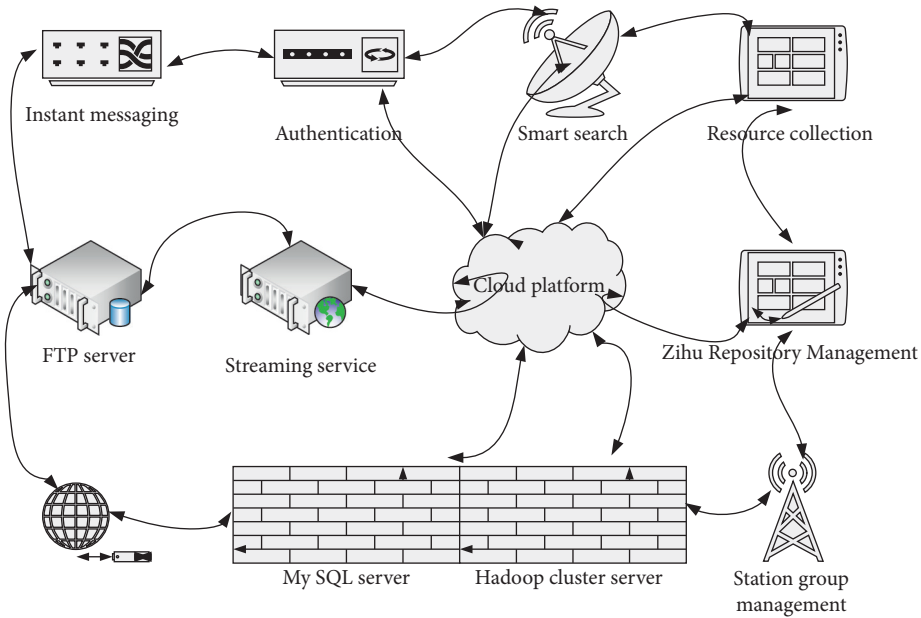 Instant messaging
Authentication
Smart search
Resource collection
Cloud platform
FTP server
Streaming service
Zihu Repository Management
My SQL server
Hadoop cluster server
Station group
management